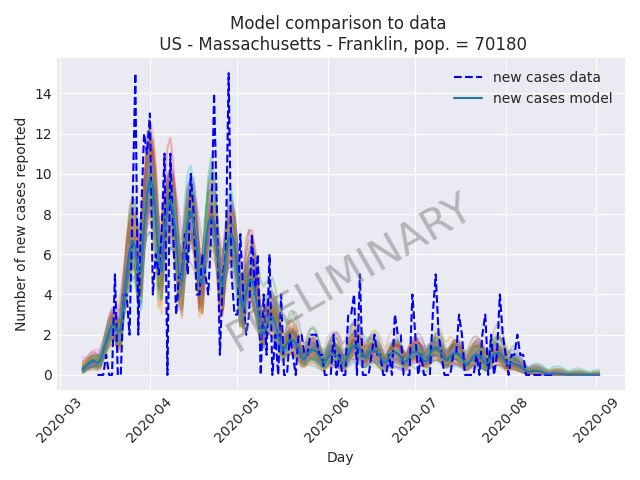 Model comparison to data
US - Massachusetts - Franklin, pop. = 70180
new cases data
new cases model
Number of new cases reported
14
12
10
8
6
4
2
0
PRELIMINARY
2020-03
2020-04
2020-05
2020-06
2020-07
2020-08
2020-09
Day